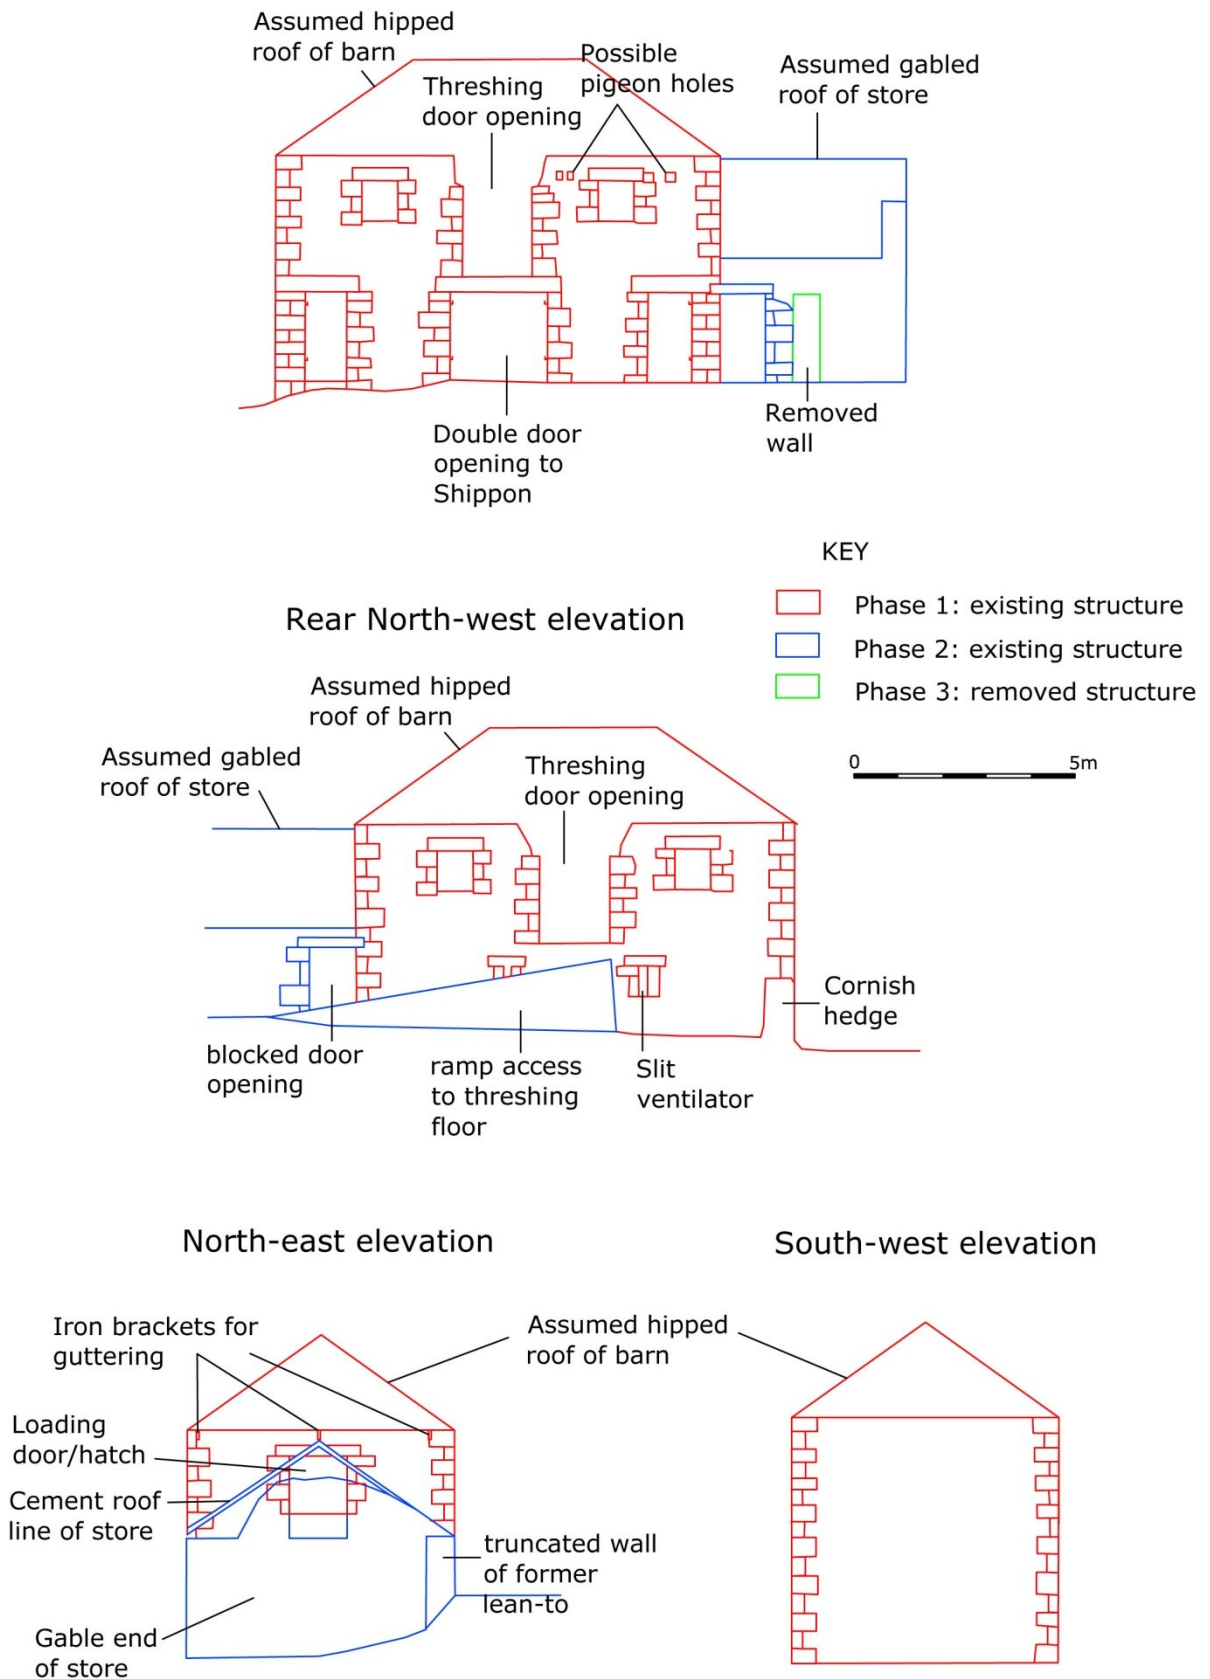 Assumed hipped
roof of barn
Threshing
door opening
Possible
pigeon holes
Assumed gabled
roof of store
Double door
opening to
Shippon
Removed
wall
KEY
Phase 1: existing structure
Phase 2: existing structure
Phase 3: removed structure
0 5m
Rear North-west elevation
Assumed hipped
roof of barn
Assumed gabled
roof of store
Threshing
door opening
Cornish
hedge
blocked door
opening
ramp access
to threshing
floor
Slit
ventilator
North-east elevation
South-west elevation
Iron brackets for
guttering
Assumed hipped
roof of barn
Loading
door/hatch
Cement roof
line of store
truncated wall
of former
lean-to
Gable end
of store